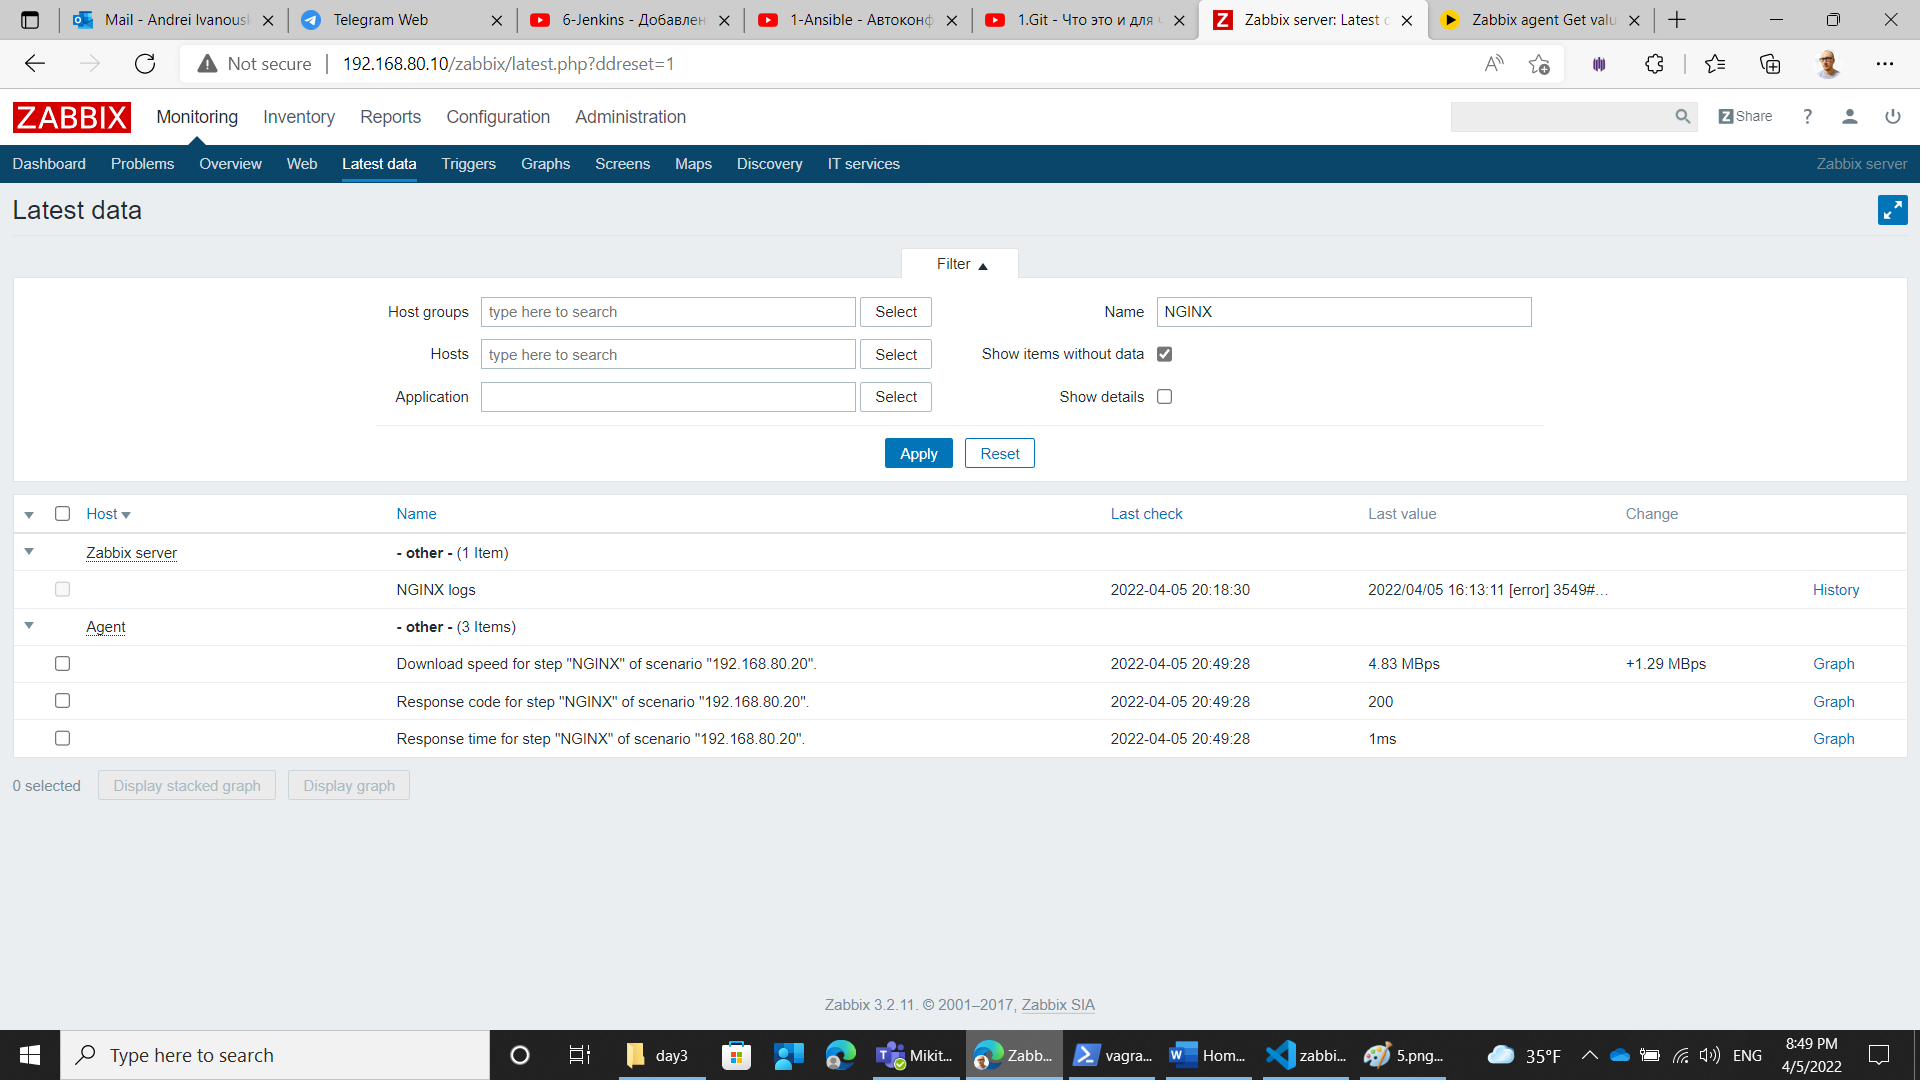 Mail - Andrei Ivanous
Telegram Web
6-Jenkins - Добавлен
1-Ansible - Автоконф
1.Git - Что это и для
Zabbix server: Latest
Zabbix agent Get valu
Not secure
192.168.80.10/zabbix/latest.php?ddreset=1
ZABBIX
Monitoring
Inventory
Reports
Configuration
Administration
Z Share
?
Dashboard
Problems
Overview
Web
Latest data
Triggers
Graphs
Screens
Maps
Discovery
IT services
Zabbix server
Latest data
Filter
Host groups
type here to search
Select
Name
NGINX
Hosts
type here to search
Select
Show items without data
Application
Select
Show details
Apply
Reset
Host
Name
Last check
Last value
Change
Zabbix server
- other - (1 Item)
NGINX logs
2022-04-05 20:18:30
2022/04/05 16:13:11 [error] 3549#...
History
Agent
- other - (3 Items)
Download speed for step "NGINX" of scenario "192.168.80.20".
2022-04-05 20:49:28
4.83 MBps
+1.29 MBps
Graph
Response code for step "NGINX" of scenario "192.168.80.20".
2022-04-05 20:49:28
200
Graph
Response time for step "NGINX" of scenario "192.168.80.20".
2022-04-05 20:49:28
1ms
Graph
0 selected
Display stacked graph
Display graph
Zabbix 3.2.11. © 2001–2017, Zabbix SIA
Type here to search
day3
Mikit...
Zabb...
vagra...
Hom...
zabbi...
5.png...
35°F
ENG
8:49 PM
4/5/2022